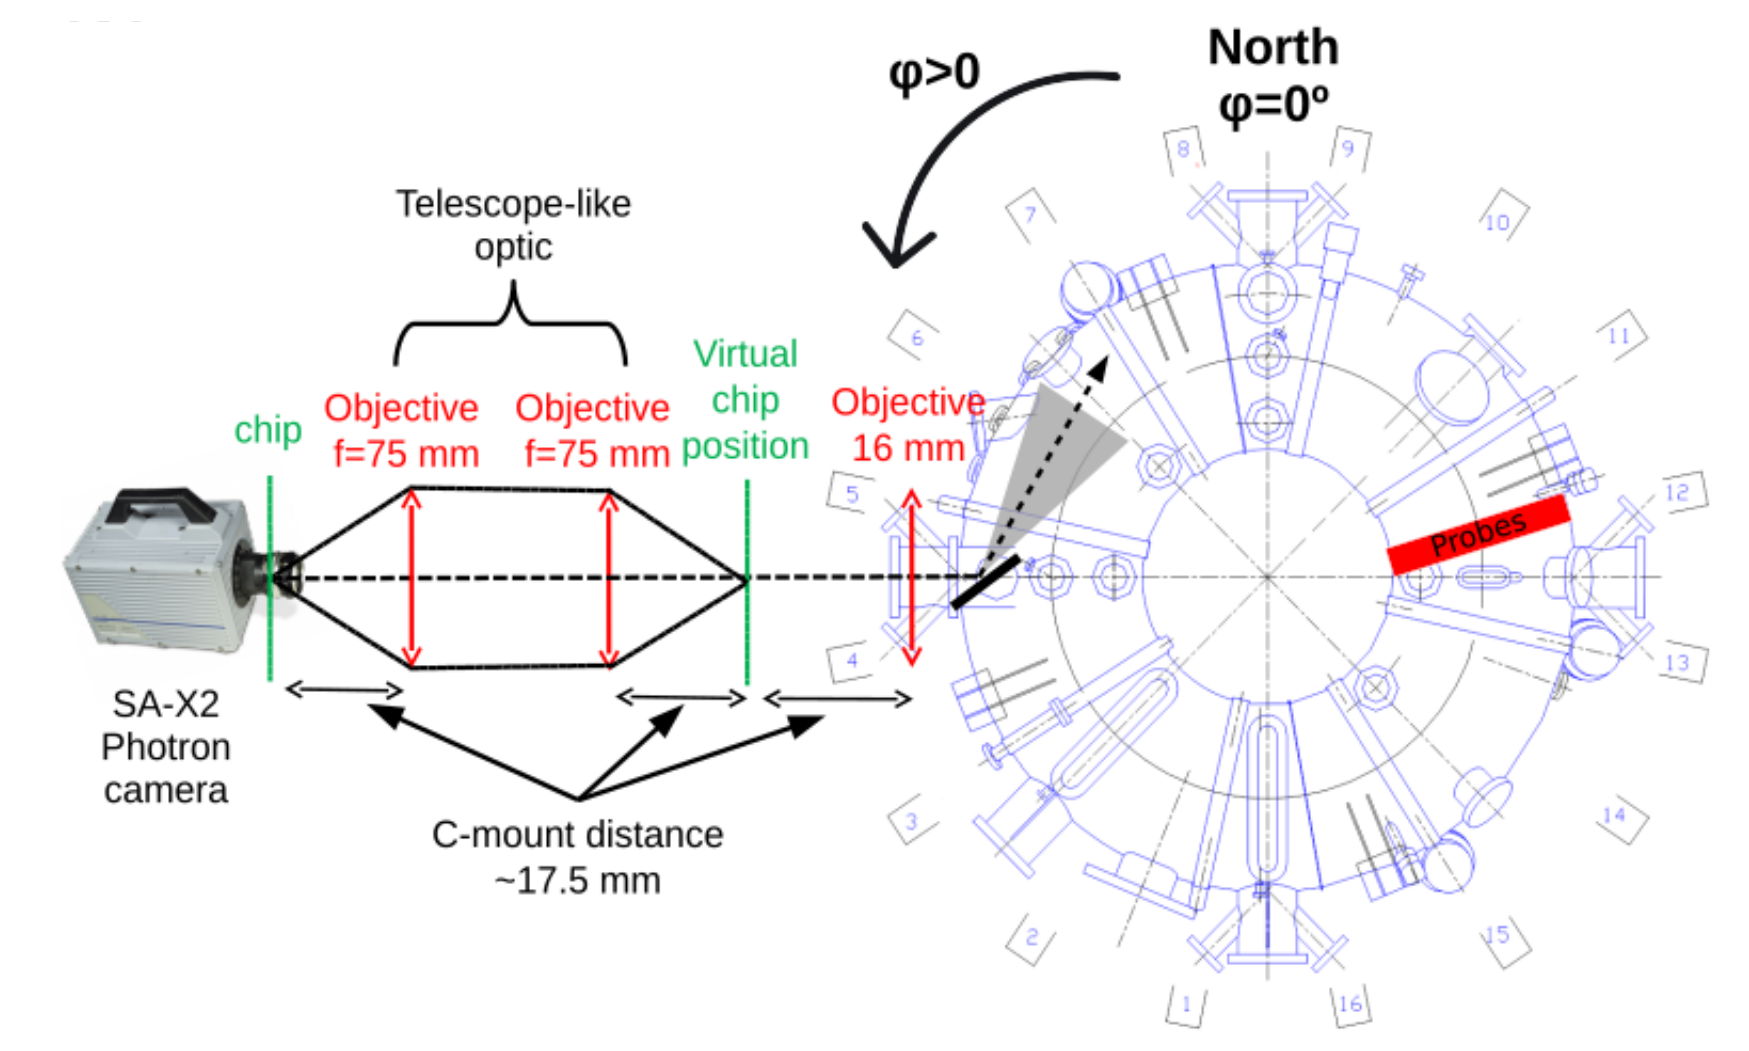 North
φ=0º
φ>0
8
9
7
10
Telescope-like
optic
6
11
Virtual
chip
position
Objective
f=75 mm
Objective
f=75 mm
Objective
16 mm
chip
5
12
Probes
4
13
SA-X2
Photron
camera
C-mount distance
~17.5 mm
3
14
2
15
1
16